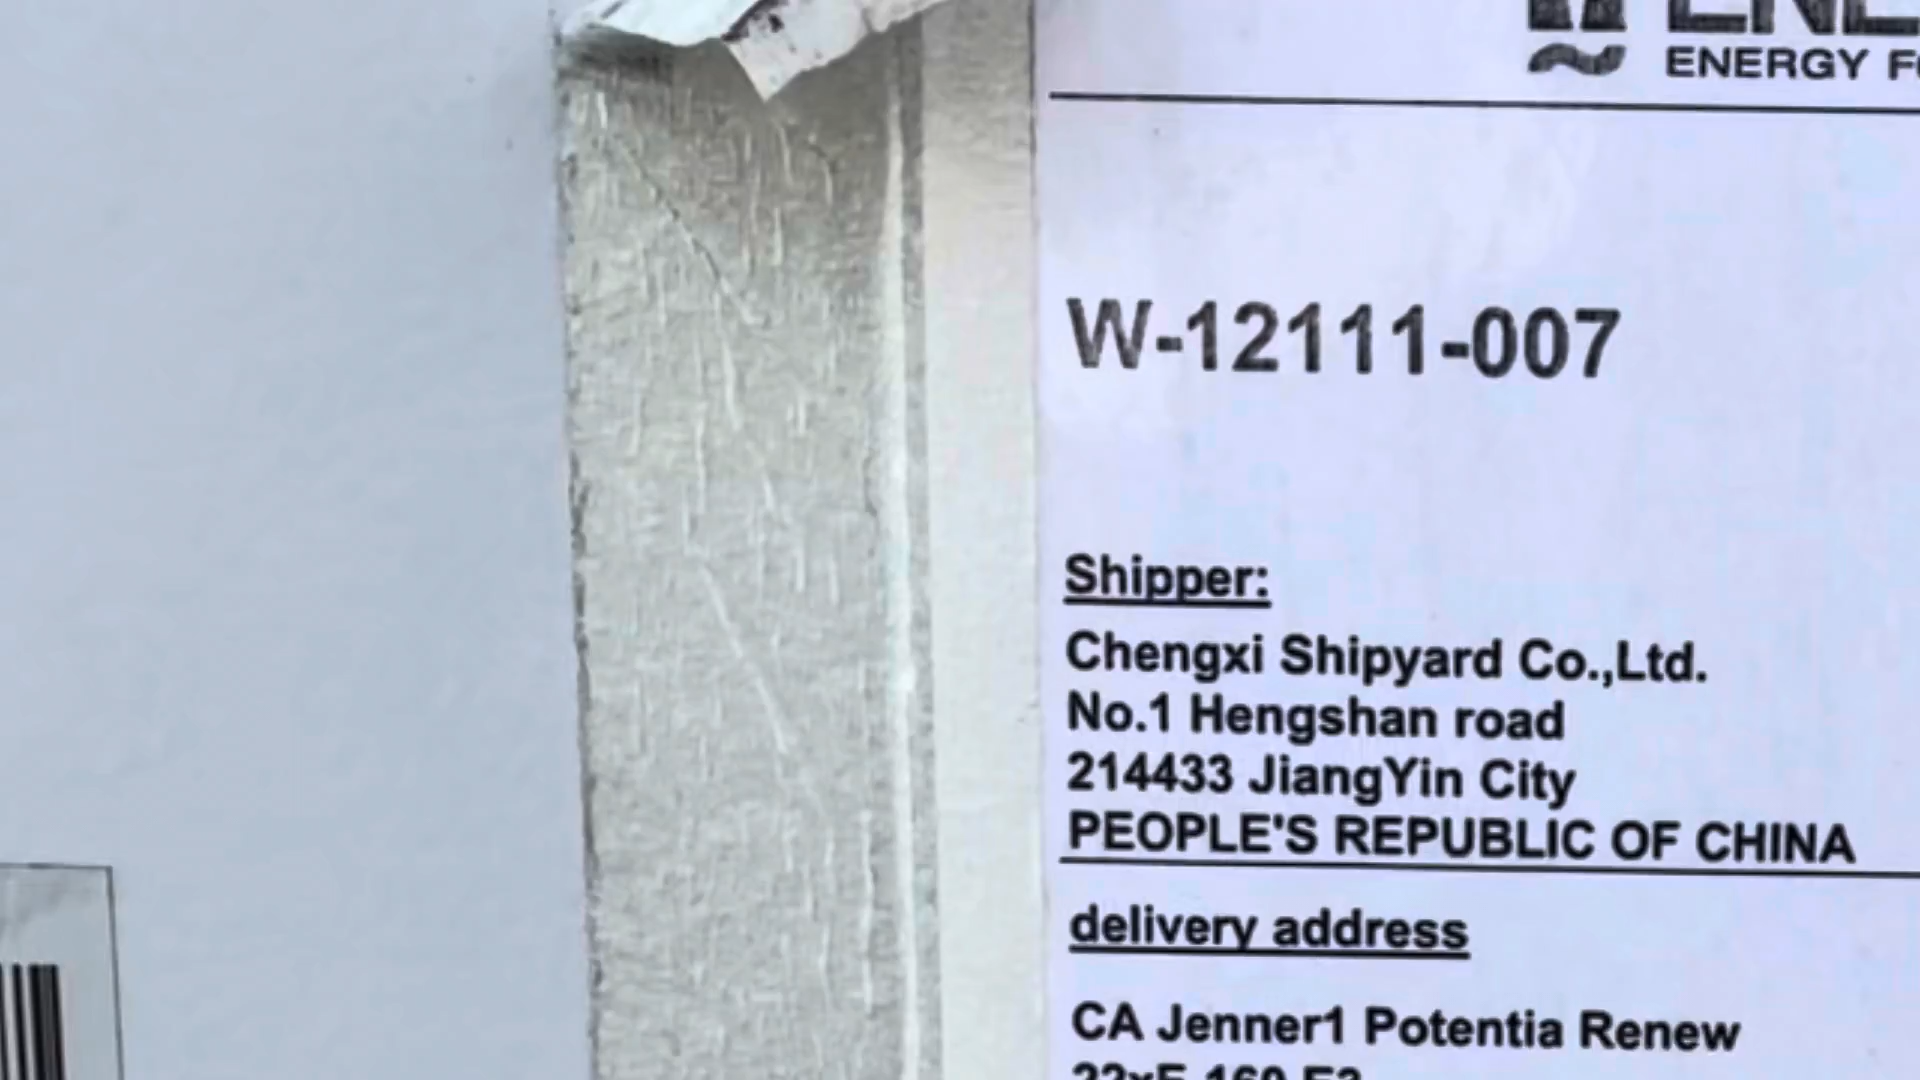 ENERGY
W-12111-007
Shipper:
Chengxi Shipyard Co.,Ltd.
No.1 Hengshan road
214433 JiangYin City
PEOPLE'S REPUBLIC OF CHINA
delivery address
CA Jenner1 Potentia Renew